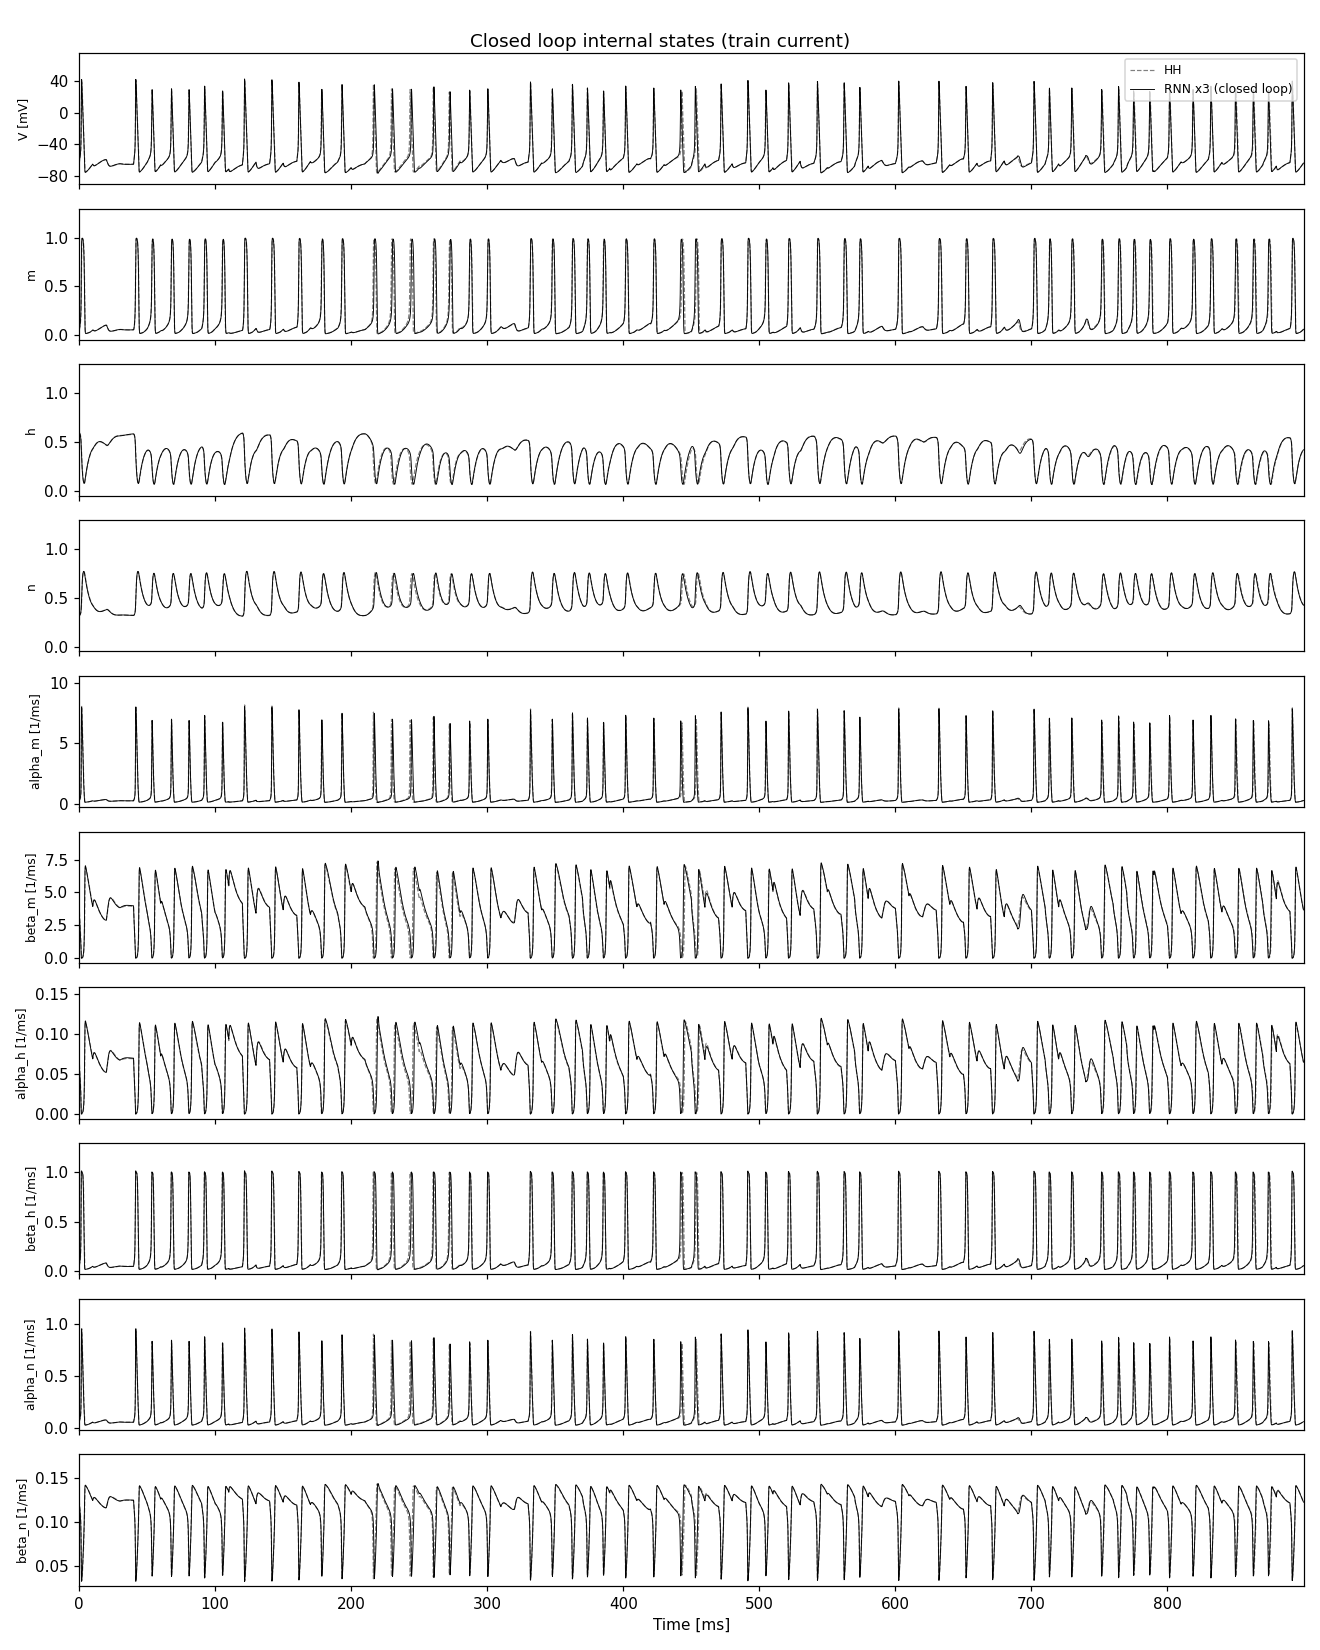 Closed loop internal states (train current)
HH
RNN x3 (closed loop)
V [mV]
40
0
−40
−80
m
1.0
0.5
0.0
h
1.0
0.5
0.0
n
1.0
0.5
0.0
alpha_m [1/ms]
10
5
0
beta_m [1/ms]
7.5
5.0
2.5
0.0
alpha_h [1/ms]
0.15
0.10
0.05
0.00
beta_h [1/ms]
1.0
0.5
0.0
alpha_n [1/ms]
1.0
0.5
0.0
beta_n [1/ms]
0.15
0.10
0.05
0 100 200 300 400 500 600 700 800
Time [ms]